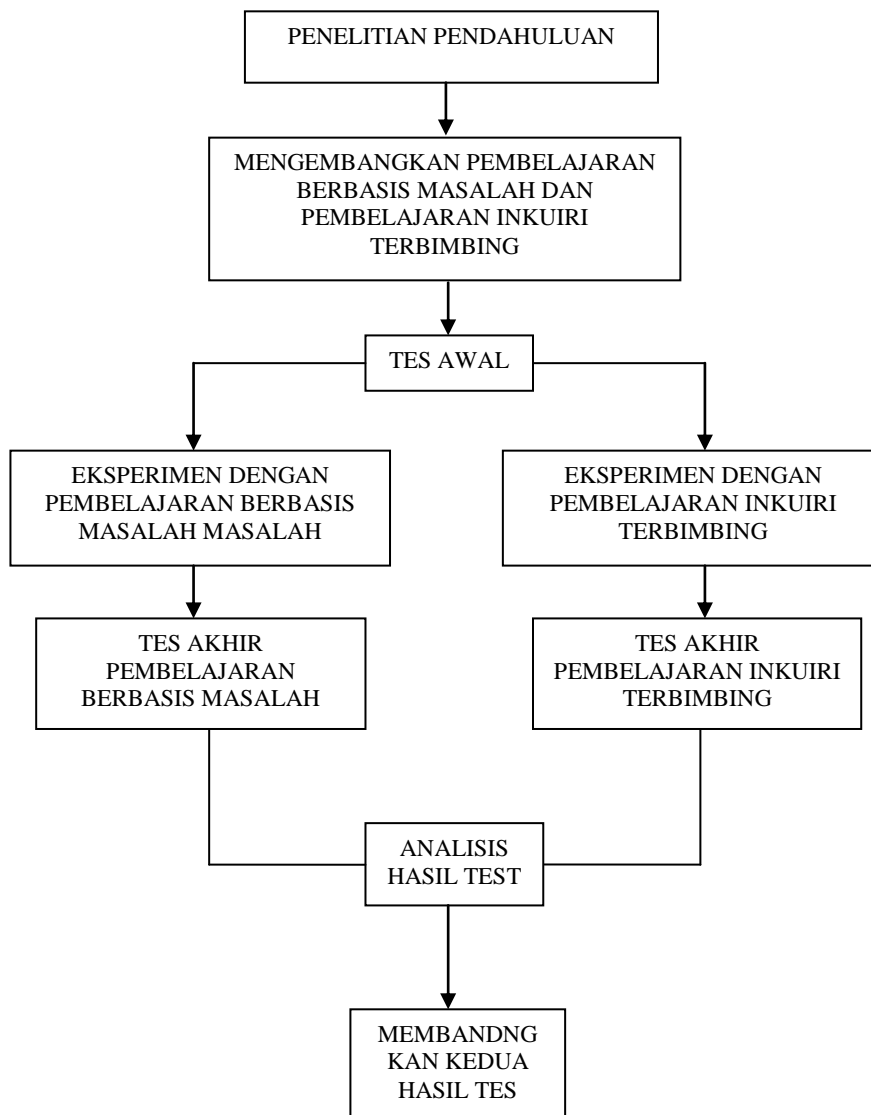 PENELITIAN PENDAHULUAN
MENGEMBANGKAN PEMBELAJARAN
BERBASIS MASALAH DAN
PEMBELAJARAN INKUIRI
TERBIMBING
TES AWAL
EKSPERIMEN DENGAN
PEMBELAJARAN BERBASIS
MASALAH MASALAH
EKSPERIMEN DENGAN
PEMBELAJARAN INKUIRI
TERBIMBING
TES AKHIR
PEMBELAJARAN
BERBASIS MASALAH
TES AKHIR
PEMBELAJARAN INKUIRI
TERBIMBING
ANALISIS
HASIL TEST
MEMBANDNG
KAN KEDUA
HASIL TES